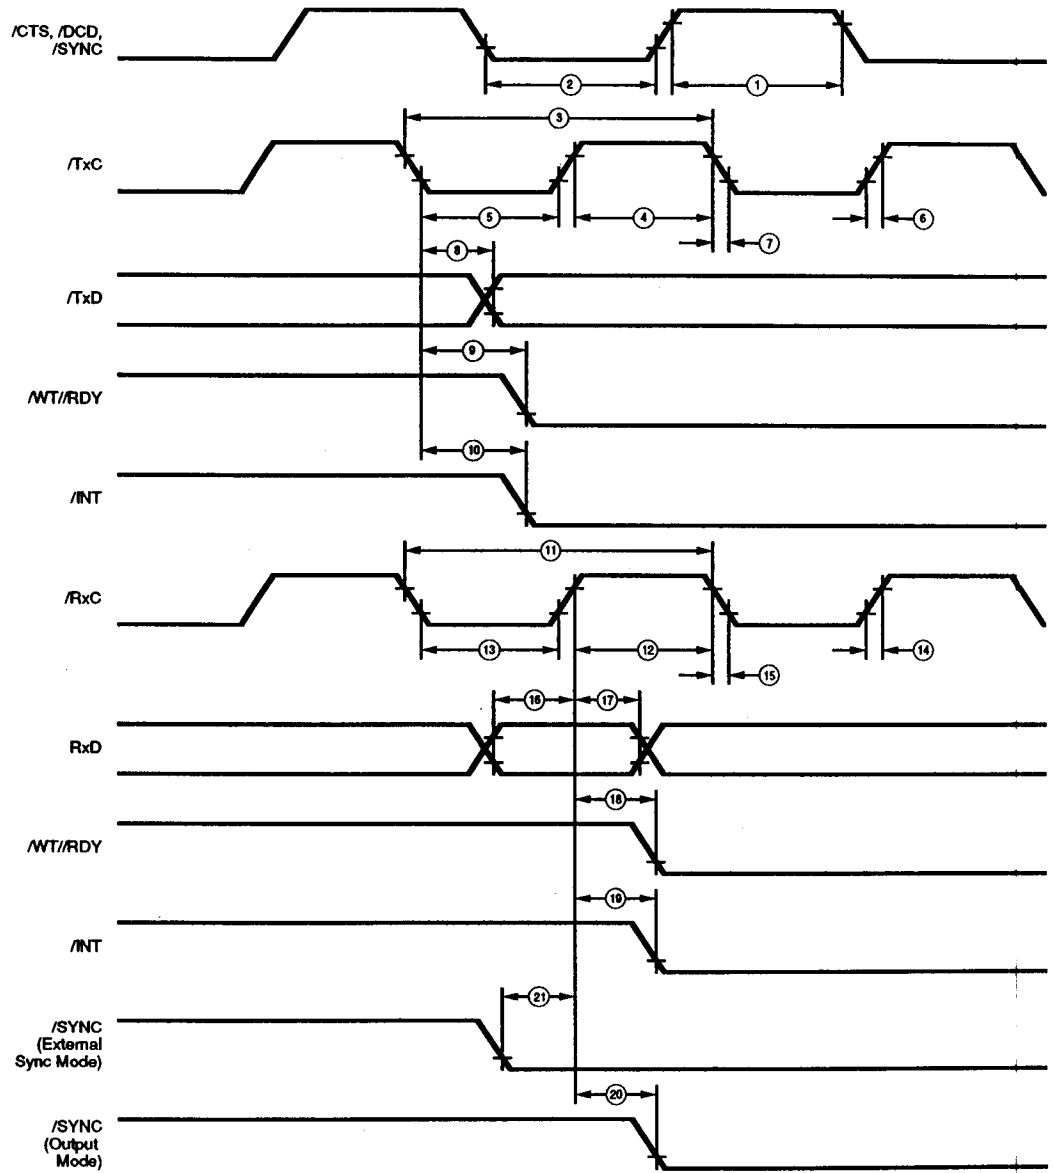 /CTS, /DCD,
/SYNC
2
1
3
/TxC
5
4
6
7
8
/TxD
9
/WT//RDY
10
/INT
11
/RxC
13
12
14
15
16
17
RxD
18
/WT//RDY
19
/INT
21
/SYNC
(External
Sync Mode)
20
/SYNC
(Output
Mode)